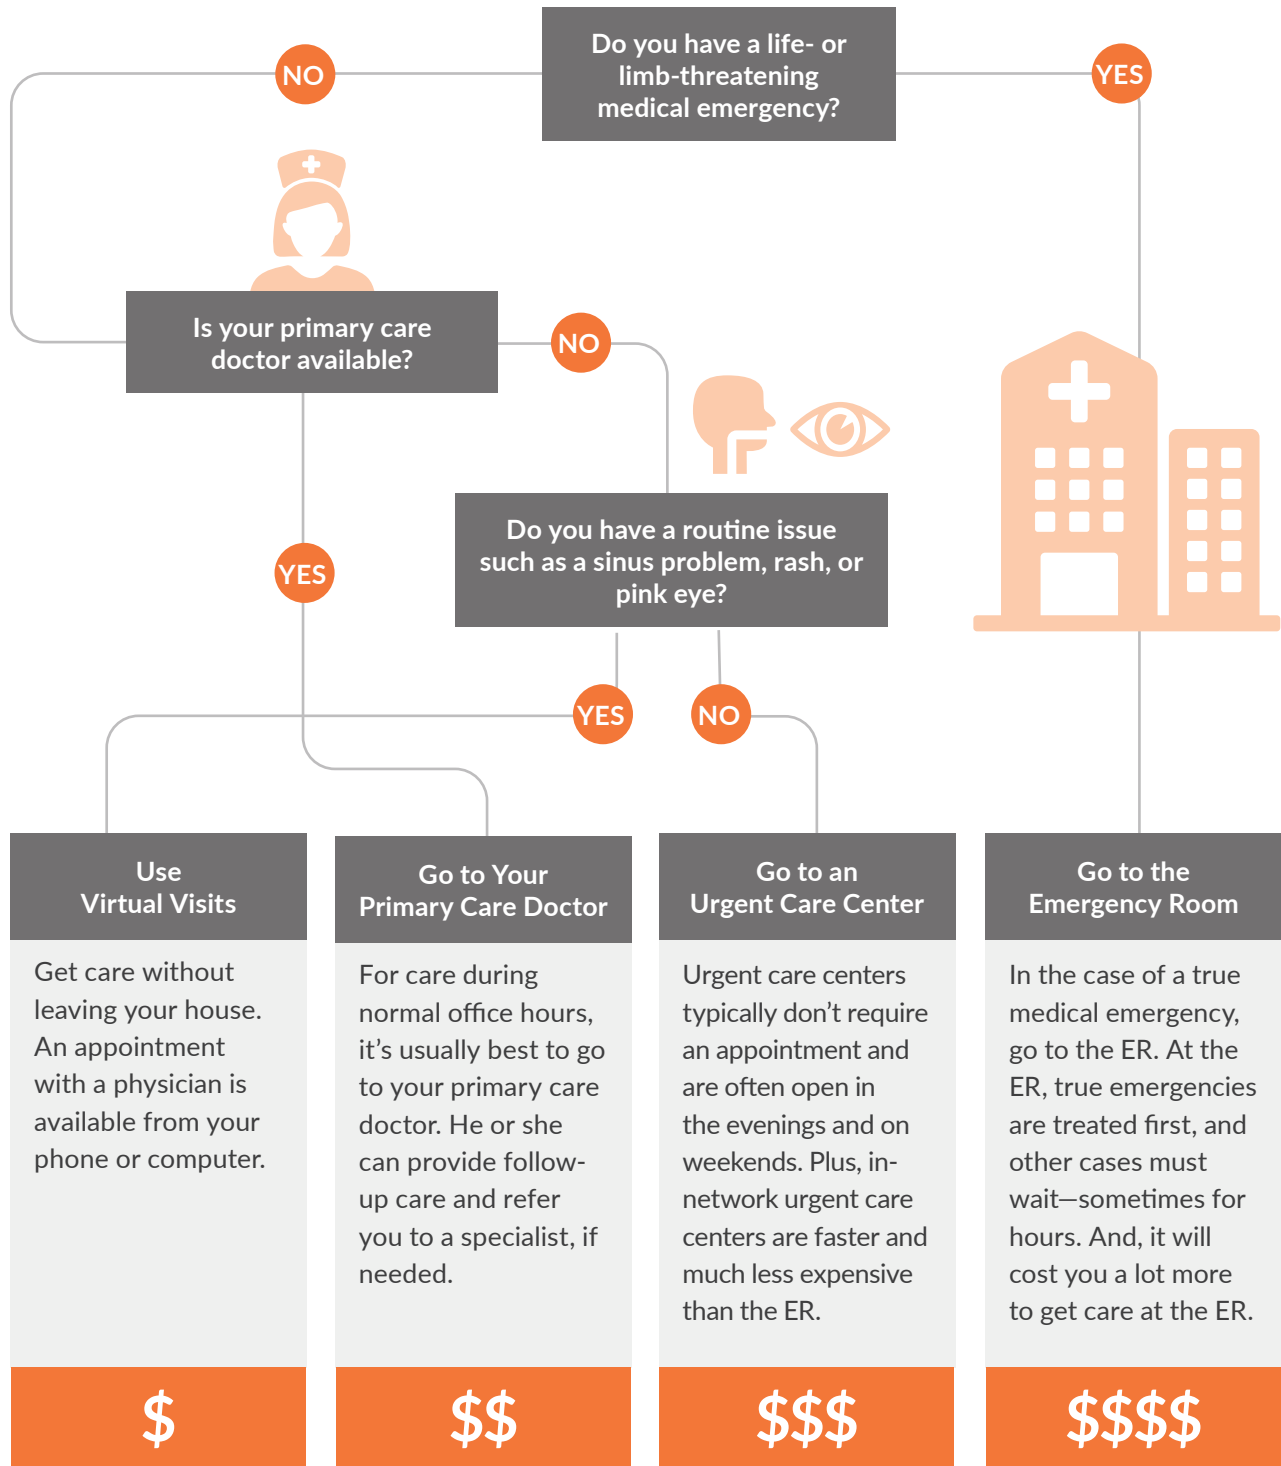 Do you have a life- or
limb-threatening
medical emergency?
NO
YES
Is your primary care
doctor available?
NO
Do you have a routine issue
such as a sinus problem, rash, or
pink eye?
YES
YES
NO
Use
Virtual Visits
Get care without
leaving your house.
An appointment
with a physician is
available from your
phone or computer.
$
Go to Your
Primary Care Doctor
For care during
normal office hours,
it’s usually best to go
to your primary care
doctor. He or she
can provide follow-
up care and refer
you to a specialist, if
needed.
$$
Go to an
Urgent Care Center
Urgent care centers
typically don’t require
an appointment and
are often open in
the evenings and on
weekends. Plus, in-
network urgent care
centers are faster and
much less expensive
than the ER.
$$$
Go to the
Emergency Room
In the case of a true
medical emergency,
go to the ER. At the
ER, true emergencies
are treated first, and
other cases must
wait—sometimes for
hours. And, it will
cost you a lot more
to get care at the ER.
$$$$